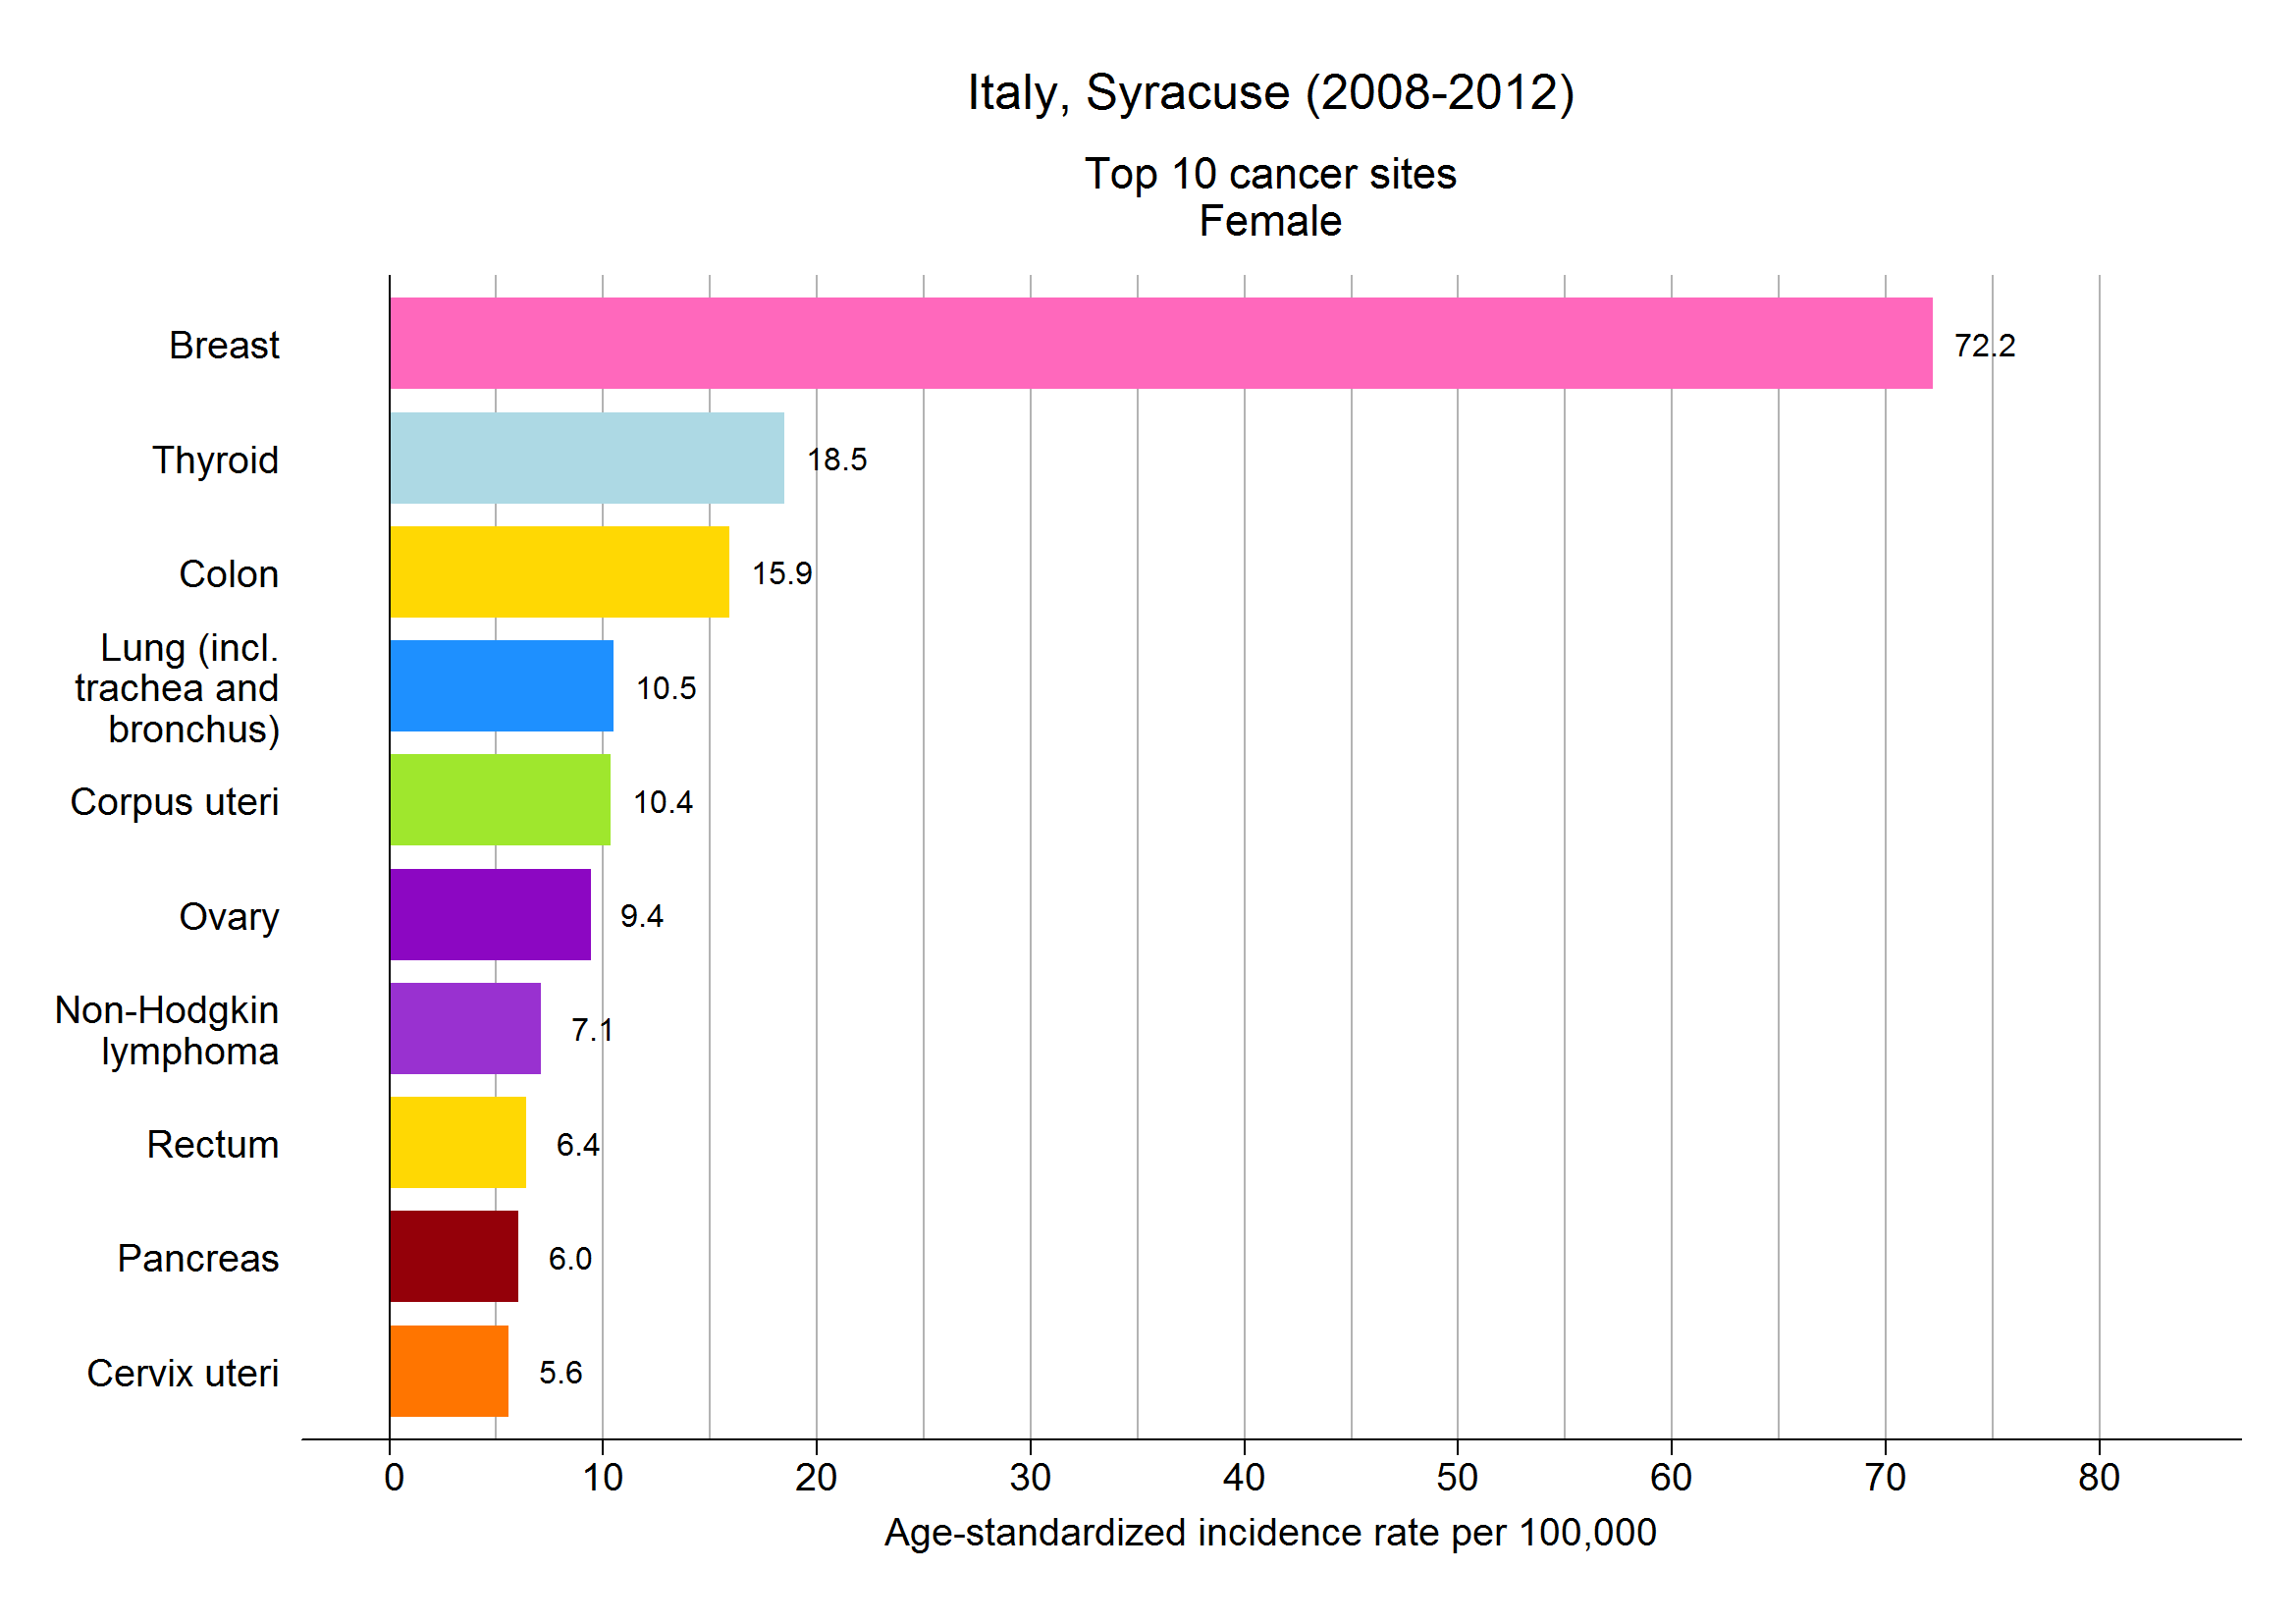 Italy, Syracuse (2008-2012)
Top 10 cancer sites
Female
Breast
72.2
Thyroid
18.5
Colon
15.9
Lung (incl.
trachea and
bronchus)
10.5
Corpus uteri
10.4
Ovary
9.4
Non-Hodgkin
lymphoma
7.1
Rectum
6.4
Pancreas
6.0
Cervix uteri
5.6
0 10 20 30 40 50 60 70 80
Age-standardized incidence rate per 100,000